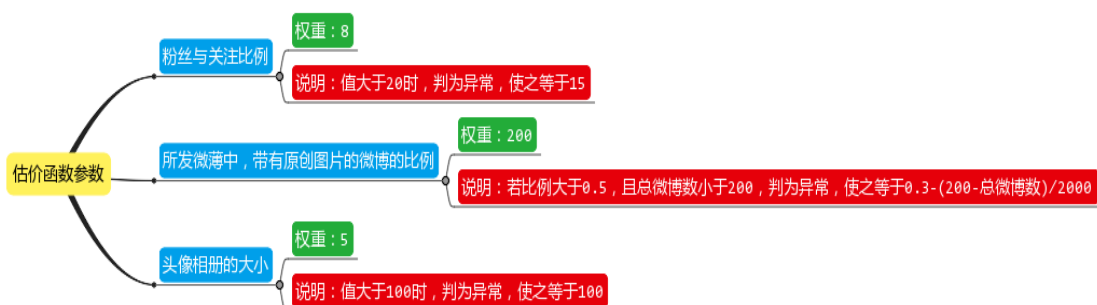 估价函数参数
粉丝与关注比例
权重：8
说明：值大于20时，判为异常，使之等于15
所发微薄中，带有原创图片的微博的比例
权重：200
说明：若比例大于0.5，且总微博数小于200，判为异常，使之等于0.3-(200-总微博数)/2000
头像相册的大小
权重：5
说明：值大于100时，判为异常，使之等于100